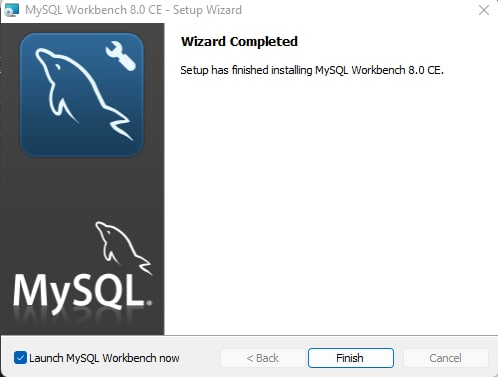 MySQL Workbench 8.0 CE - Setup Wizard
Wizard Completed
Setup has finished installing MySQL Workbench 8.0 CE.
MySQL®
Launch MySQL Workbench now
< Back
Finish
Cancel